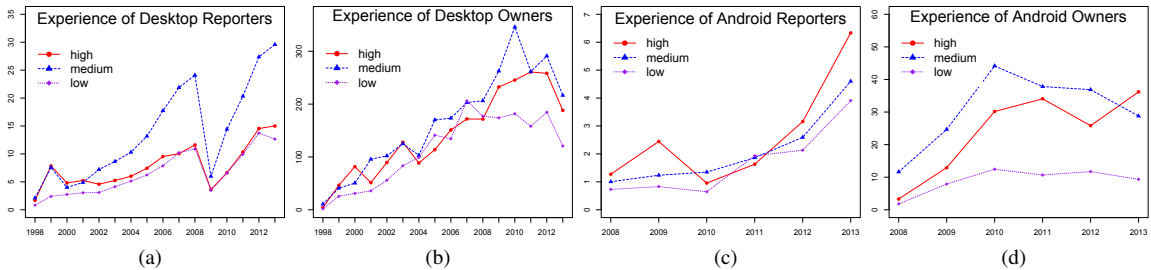 Experience of Desktop Reporters
35
30
25
20
15
10
5
0
high
medium
low
1998 2000 2002 2004 2006 2008 2010 2012
(a)
Experience of Desktop Owners
300
200
100
0
high
medium
low
1998 2000 2002 2004 2006 2008 2010 2012
(b)
Experience of Android Reporters
7
6
5
4
3
2
1
0
high
medium
low
2008 2009 2010 2011 2012 2013
(c)
Experience of Android Owners
60
50
40
30
20
10
0
high
medium
low
2008 2009 2010 2011 2012 2013
(d)